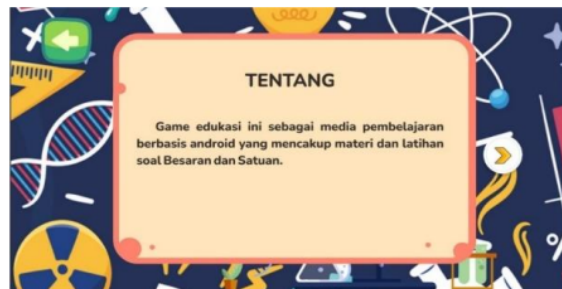 TENTANG
Game edukasi ini sebagai media pembelajaran
berbasis android yang mencakup materi dan latihan
soal Besaran dan Satuan.
%